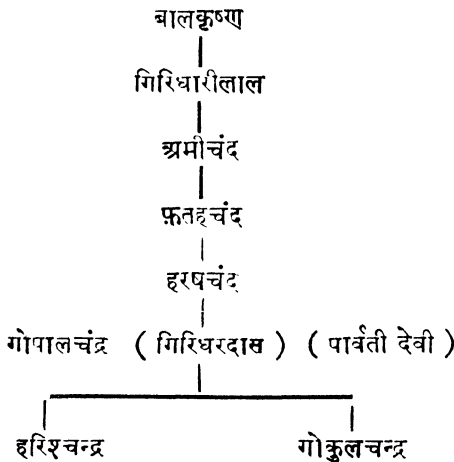 बालकृष्ण
गिरिधारीलाल
अमीचंद
फ़तहचंद
हरषचंद
गोपालचंद्र ( गिरिधरदास ) ( पार्वती देवी )
हरिश्चन्द्र गोकुलचन्द्र